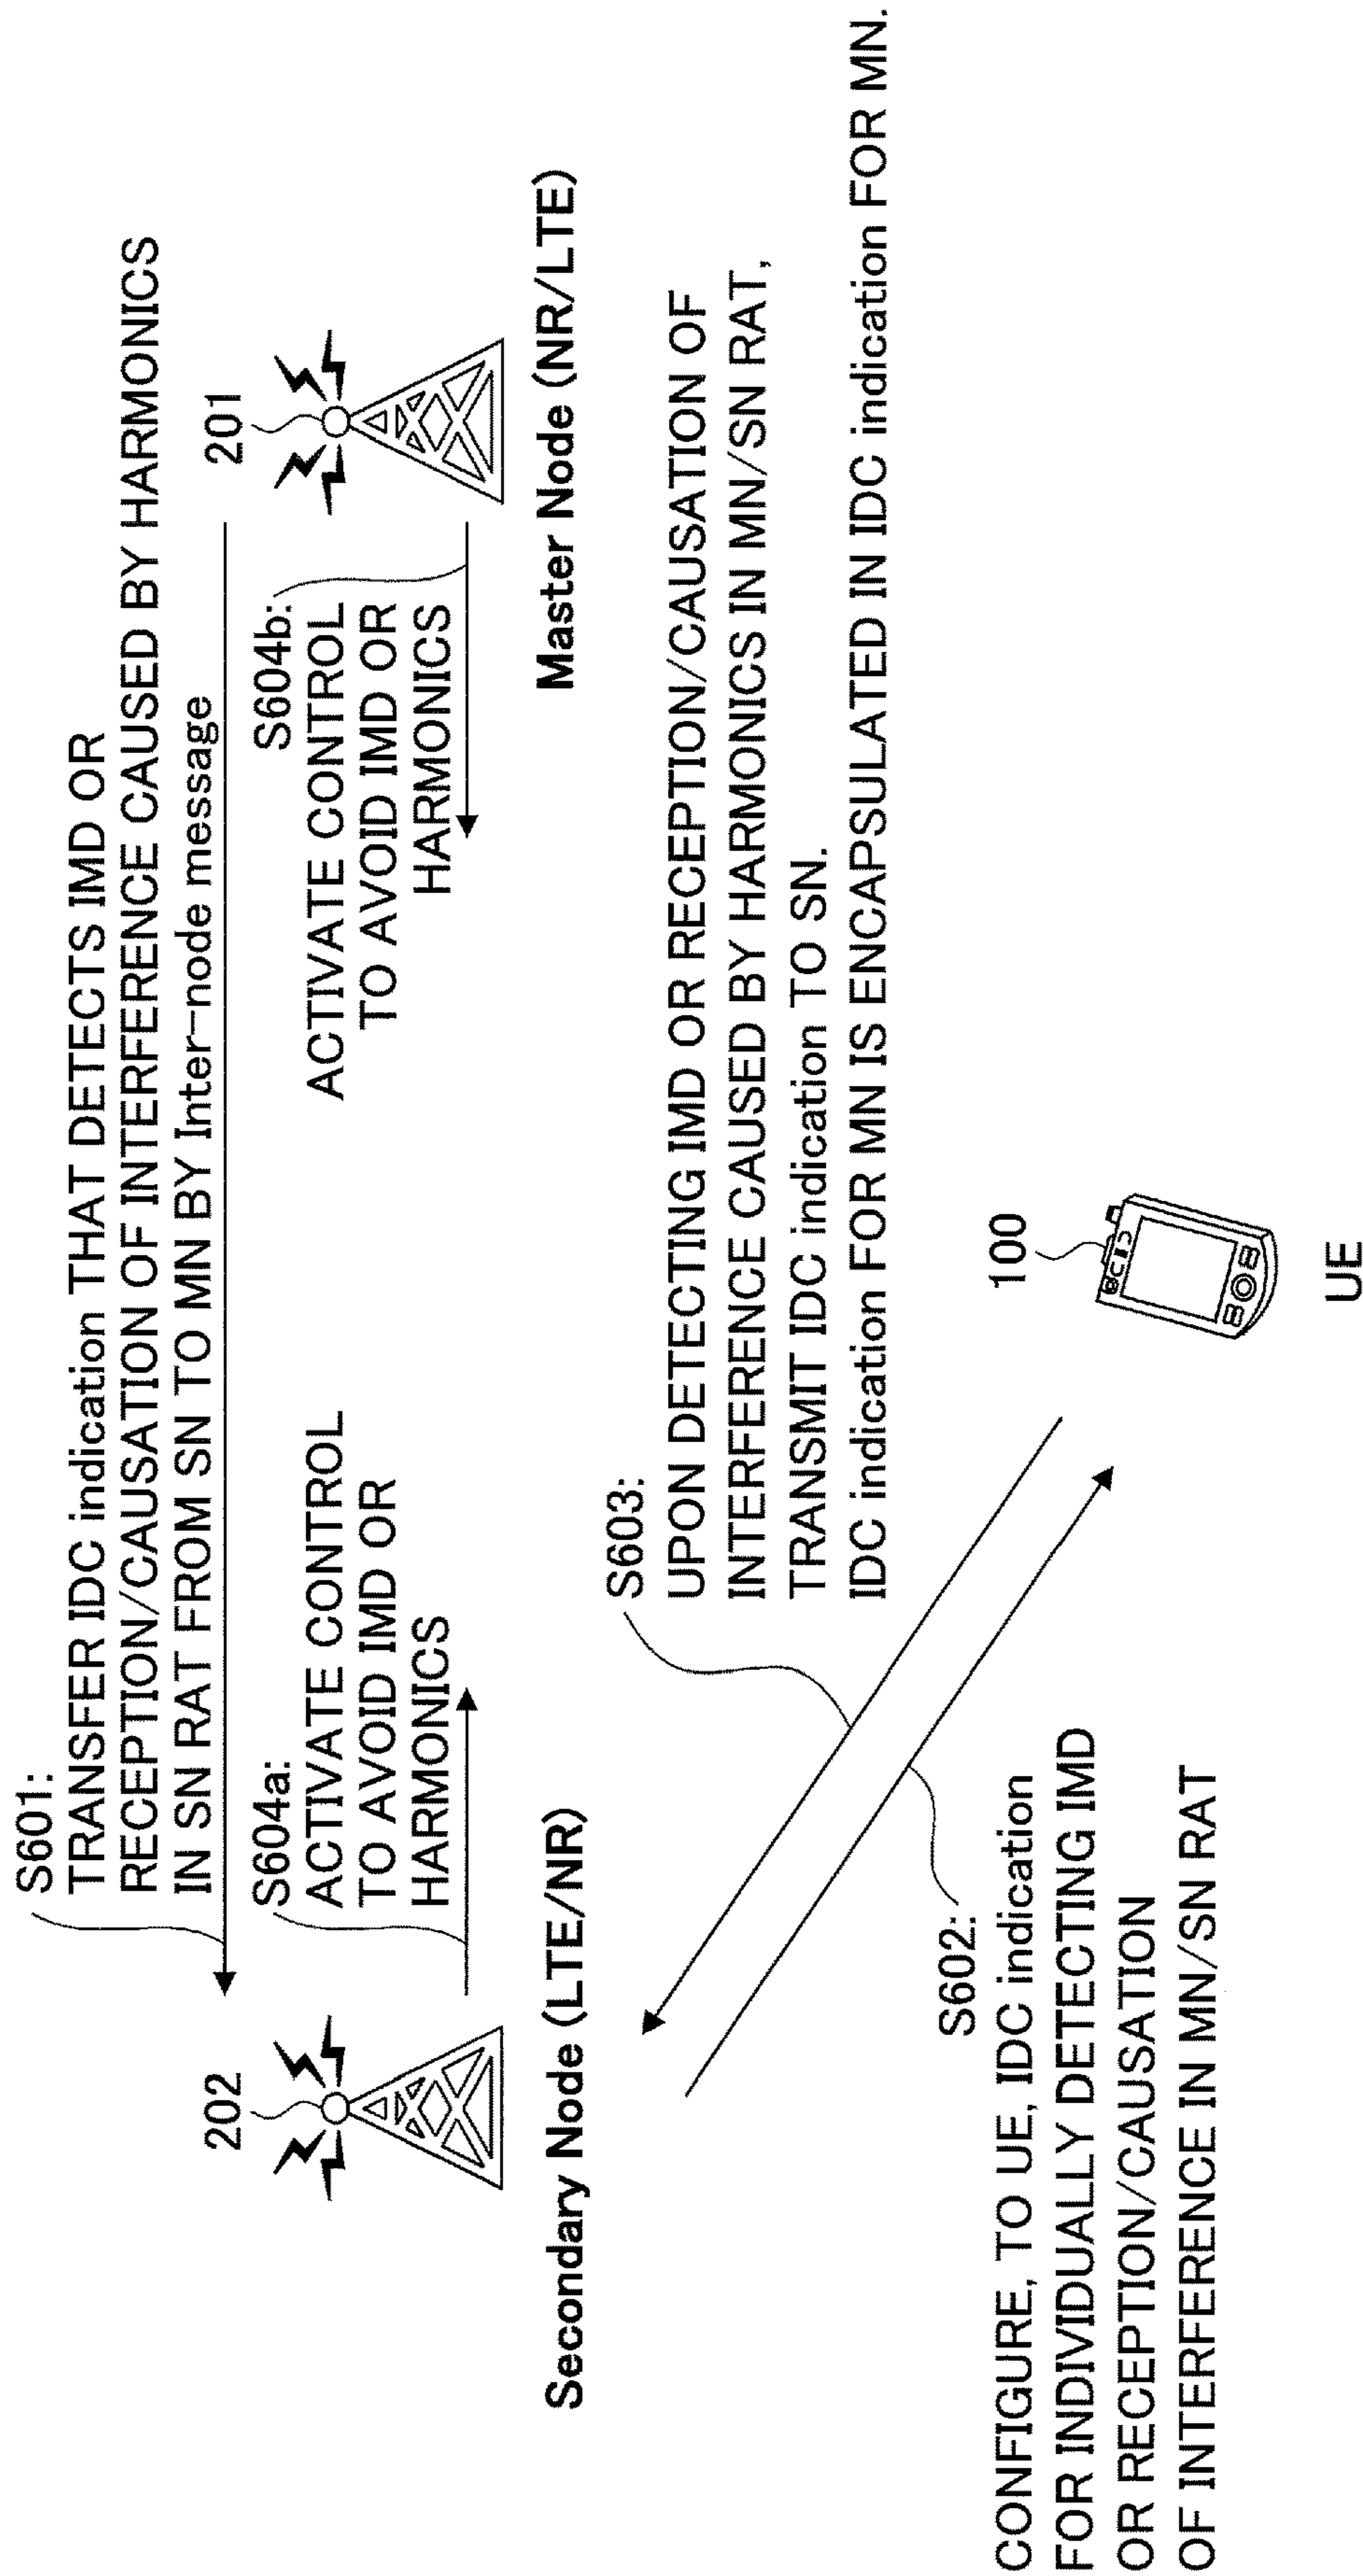 S601:
TRANSFER IDC indication THAT DETECTS IMD OR
RECEPTION/CAUSATION OF INTERFERENCE CAUSED BY HARMONICS
IN SN RAT FROM SN TO MN BY Inter-node message
202
S604a:
ACTIVATE CONTROL
TO AVOID IMD OR
HARMONICS
S604b:
ACTIVATE CONTROL
TO AVOID IMD OR
HARMONICS
201
Secondary Node (LTE/NR)
Master Node (NR/LTE)
S603:
UPON DETECTING IMD OR RECEPTION/CAUSATION OF
INTERFERENCE CAUSED BY HARMONICS IN MN/SN RAT,
TRANSMIT IDC indication TO SN.
IDC indication FOR MN IS ENCAPSULATED IN IDC indication FOR MN.
S602:
CONFIGURE, TO UE, IDC indication
FOR INDIVIDUALLY DETECTING IMD
OR RECEPTION/CAUSATION
OF INTERFERENCE IN MN/SN RAT
100
UE